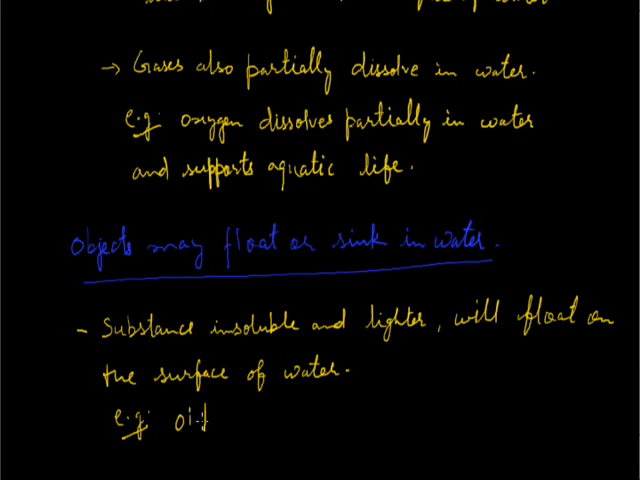 → Gases also partially dissolve in water.
e.g: oxygen dissolves partially in water
and supports aquatic life.
Objects may float or sink in water.
- Substance insoluble and lighter, will float on
the surface of water.
e.g: oil